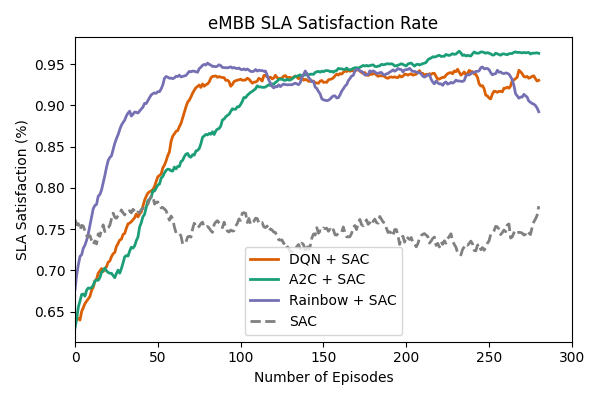 eMBB SLA Satisfaction Rate
SLA Satisfaction (%)
0.95
0.90
0.85
0.80
0.75
0.70
0.65
DQN + SAC
A2C + SAC
Rainbow + SAC
SAC
0 50 100 150 200 250 300
Number of Episodes